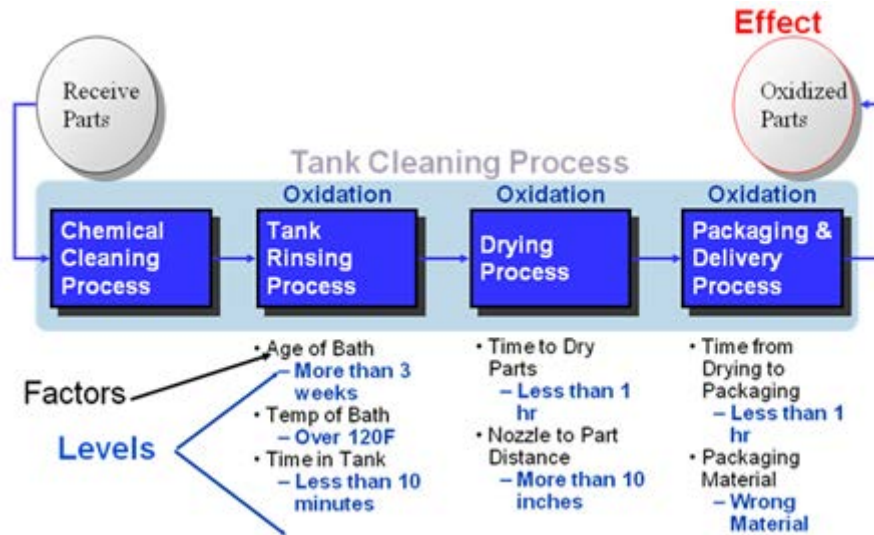 Effect
Receive
Parts
Oxidized
Parts
Tank Cleaning Process
Oxidation
Oxidation
Oxidation
Chemical
Cleaning
Process
Tank
Rinsing
Process
Drying
Process
Packaging &
Delivery
Process
Factors
Levels
• Age of Bath
– More than 3
weeks
• Temp of Bath
– Over 120F
• Time in Tank
– Less than 10
minutes
• Time to Dry
Parts
– Less than 1
hr
• Nozzle to Part
Distance
– More than 10
inches
• Time from
Drying to
Packaging
– Less than 1
hr
• Packaging
Material
– Wrong
Material